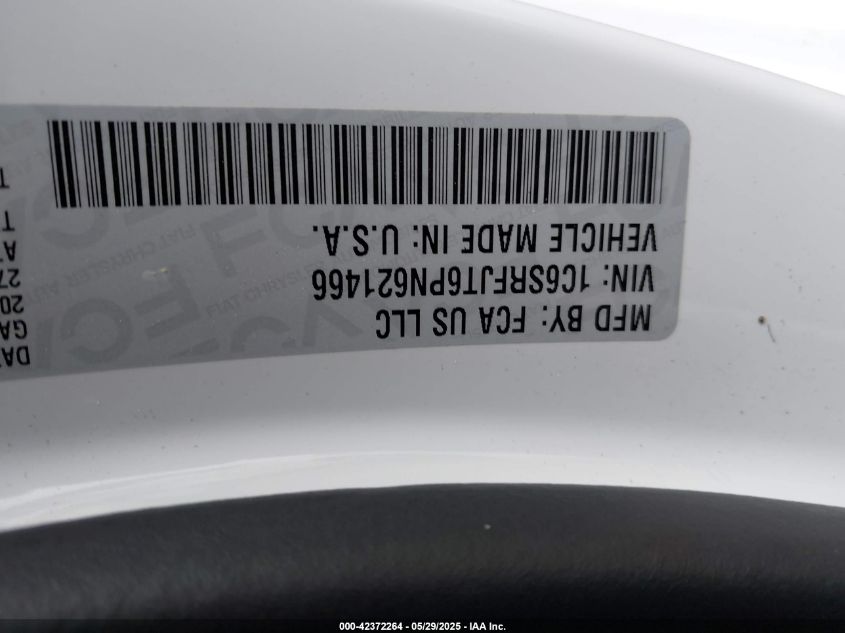 MFD BY: FCA US LLC
VIN: 1C6SRFJT6PN621466
VEHICLE MADE IN: U.S.A.
000-42372264 - 05/29/2025 - IAA Inc.